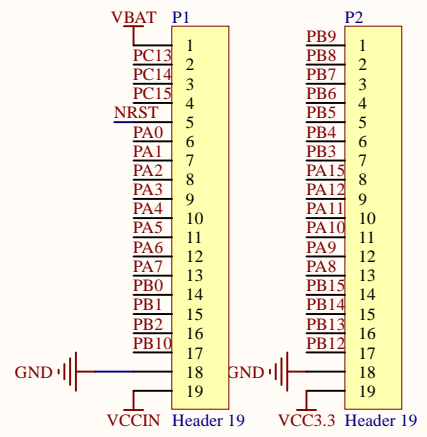 VBAT P1 P2
1 PB9 1
PC13 2 PB8 2
PC14 3 PB7 3
PC15 4 PB6 4
NRST 5 PB5 5
PA0 6 PB4 6
PA1 7 PB3 7
PA2 8 PA15 8
PA3 9 PA12 9
PA4 10 PA11 10
PA5 11 PA10 11
PA6 12 PA9 12
PA7 13 PA8 13
PB0 14 PB15 14
PB1 15 PB14 15
PB2 16 PB13 16
PB10 17 PB12 17
GND 18 GND 18
19 19
VCCIN Header 19 VCC3.3 Header 19